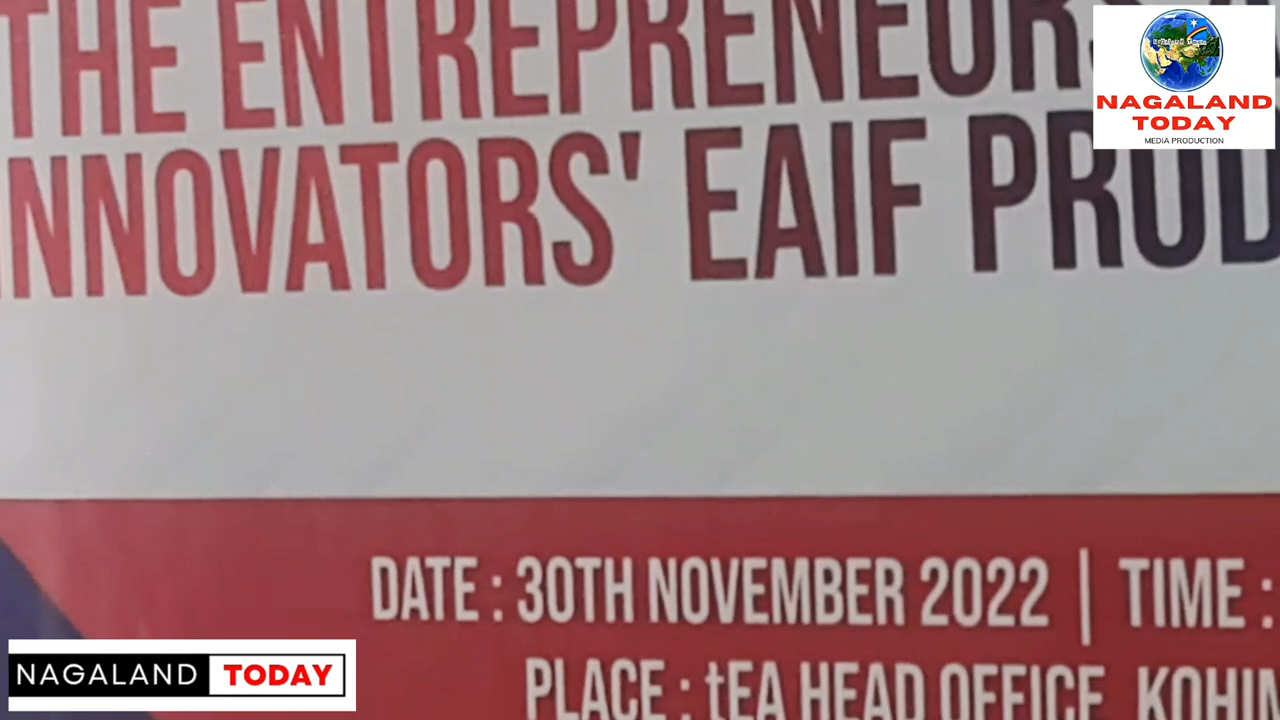 THE ENTREPRENEURS
INNOVATORS' EAIF PROD
DATE : 30TH NOVEMBER 2022 | TIME :
PLACE : tEA HEAD OFFICE, KOHIM
NAGALAND
TODAY
MEDIA PRODUCTION
NAGALAND TODAY